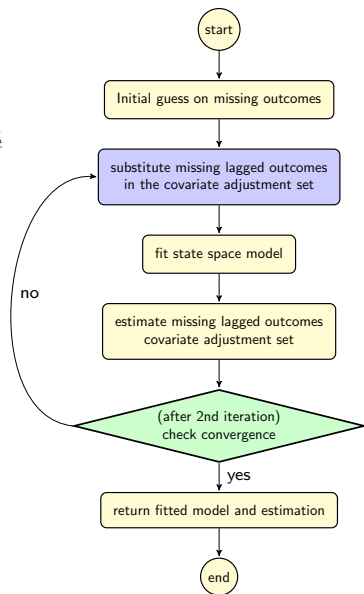 start
Initial guess on missing outcomes
substitute missing lagged outcomes
in the covariate adjustment set
fit state space model
estimate missing lagged outcomes
covariate adjustment set
no
(after 2nd iteration)
check convergence
yes
return fitted model and estimation
end